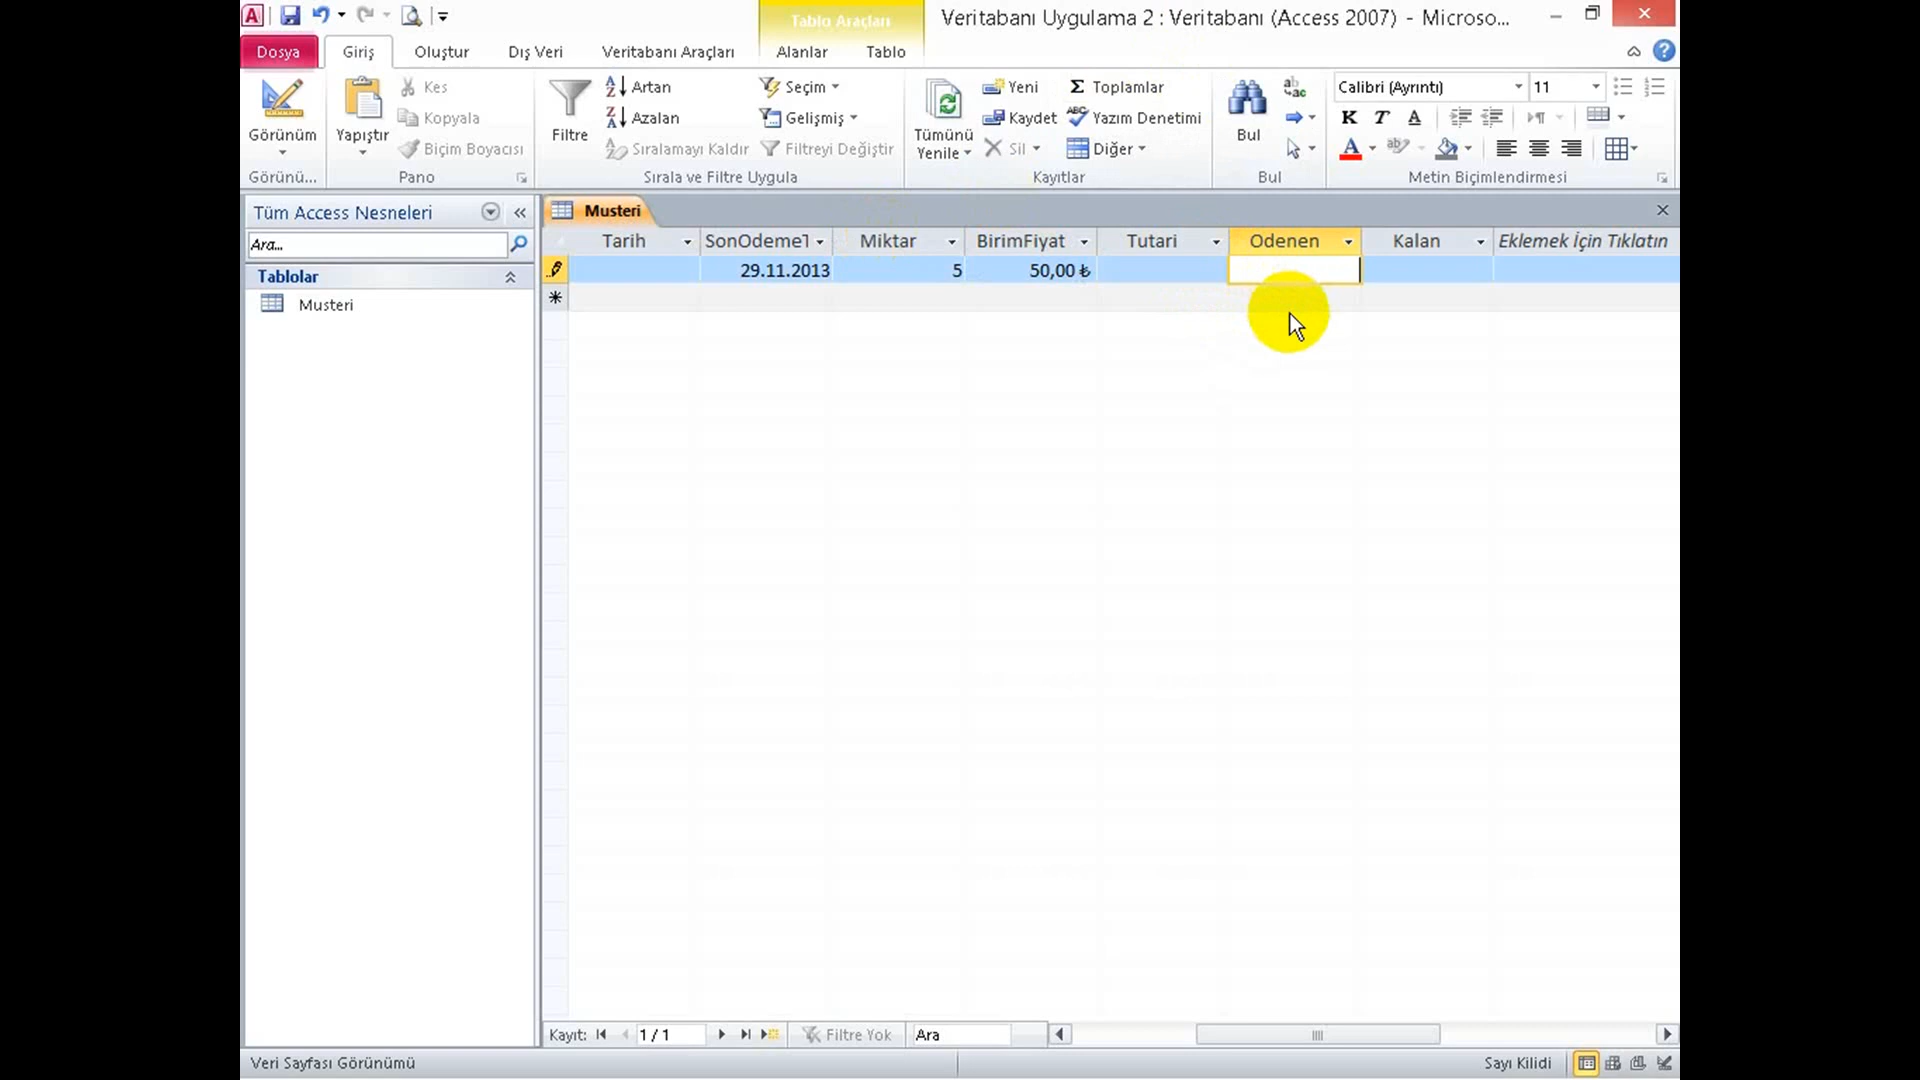 Tablo Araçları
Veritabanı Uygulama 2 : Veritabanı (Access 2007) - Microso...
Dosya
Giriş
Oluştur
Dış Veri
Veritabanı Araçları
Alanlar
Tablo
Görünüm
Yapıştır
Kes
Kopyala
Biçim Boyacısı
Filtre
Artan
Azalan
Sıralamayı Kaldır
Seçim
Gelişmiş
Filtreyi Değiştir
Tümünü
Yenile
Yeni
Kaydet
Sil
Toplamlar
Yazım Denetimi
Diğer
Bul
Calibri (Ayrıntı)
11
K T A
Görünü...
Pano
Sırala ve Filtre Uygula
Kayıtlar
Bul
Metin Biçimlendirmesi
Tüm Access Nesneleri
Ara...
Tablolar
Musteri
Musteri
Tarih SonOdemeT Miktar BirimFiyat Tutari Odenen Kalan Eklemek İçin Tıklatın
29.11.2013 5 50,00 ₺
Kayıt: 1 / 1 Filtre Yok Ara
Veri Sayfası Görünümü
Sayı Kilidi